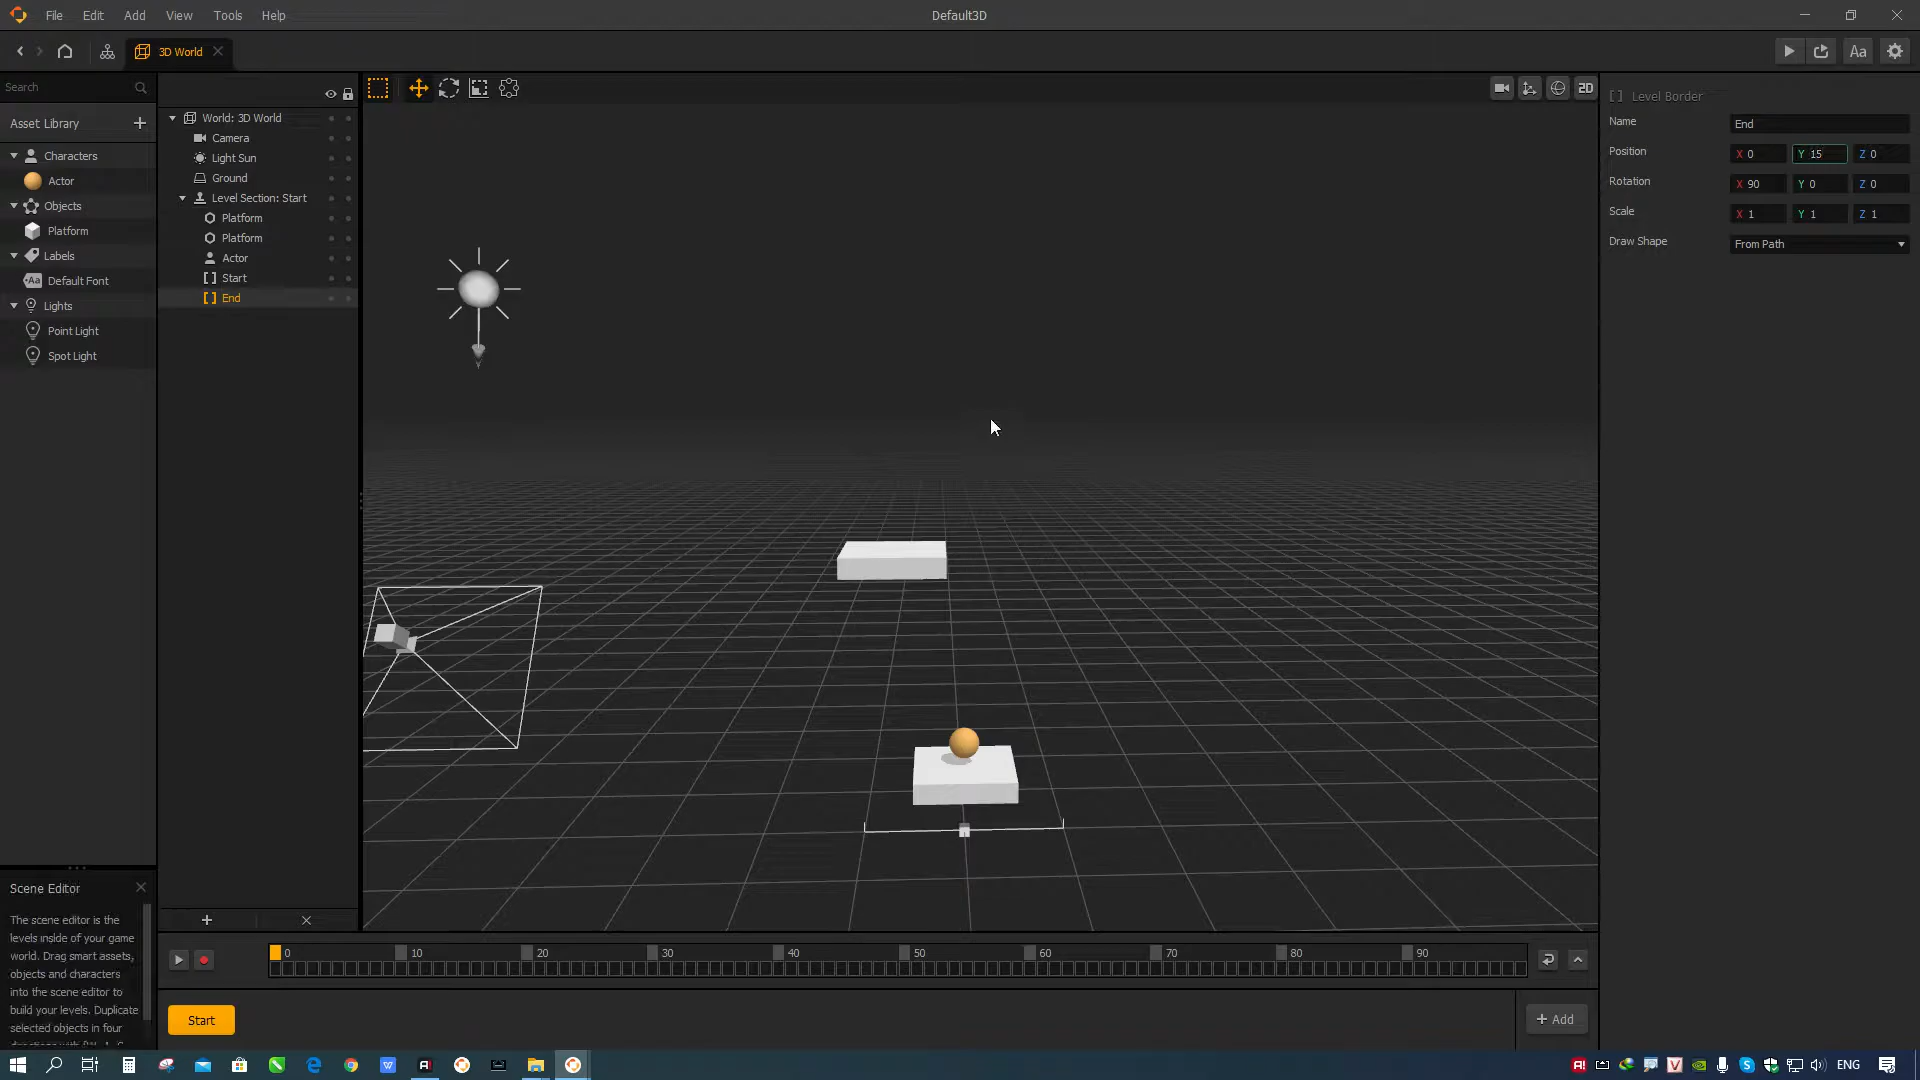 File Edit Add View Tools Help
Default3D
3D World
Aa
Search
Asset Library
Characters
Actor
Objects
Platform
Labels
Aa Default Font
Lights
Point Light
Spot Light
World: 3D World
Camera
Light Sun
Ground
Level Section: Start
Platform
Platform
Actor
Start
End
2D
Level Border
Name End
Position X 0 Y 15 Z 0
Rotation X 90 Y 0 Z 0
Scale X 1 Y 1 Z 1
Draw Shape From Path
Scene Editor
The scene editor is the
levels inside of your game
world. Drag smart assets,
objects and characters
into the scene editor to
build your levels. Duplicate
selected objects in four
0 10 20 30 40 50 60 70 80 90
Start
+ Add
ENG